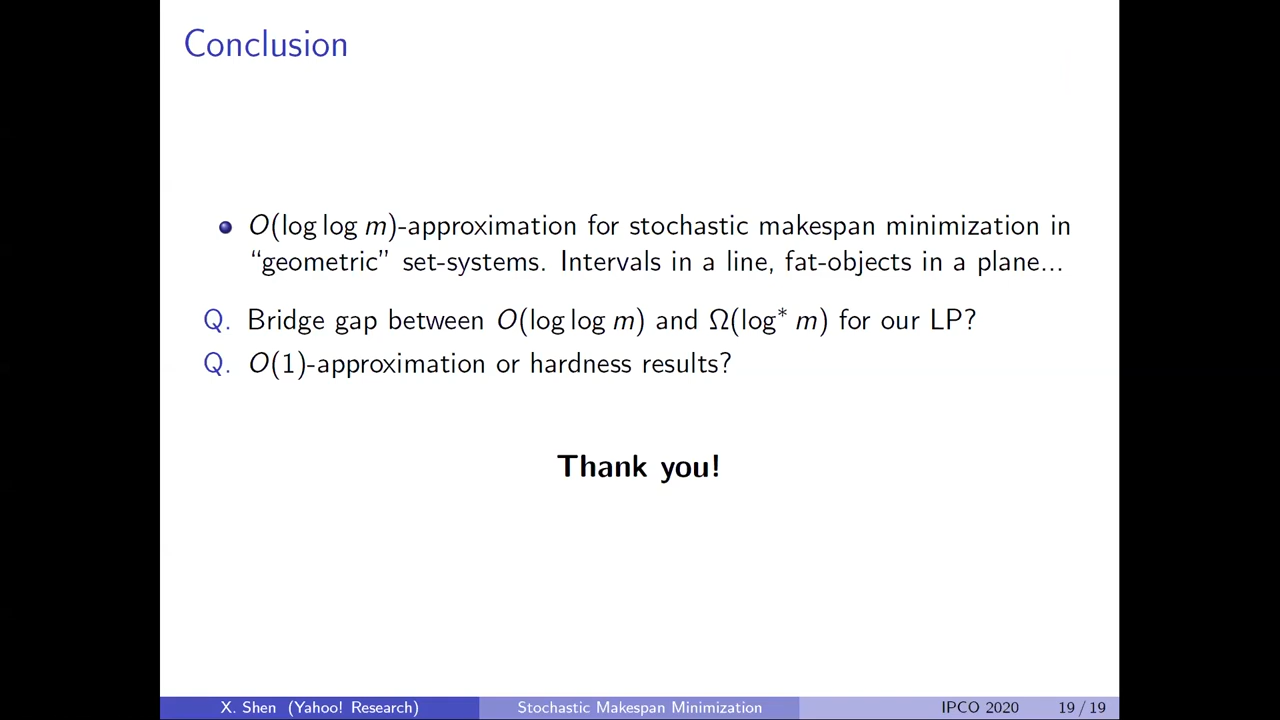 Conclusion
O(log log m)-approximation for stochastic makespan minimization in
“geometric” set-systems. Intervals in a line, fat-objects in a plane...
Q. Bridge gap between O(log log m) and Ω(log* m) for our LP?
Q. O(1)-approximation or hardness results?
Thank you!
X. Shen (Yahoo! Research) Stochastic Makespan Minimization IPCO 2020 19 / 19